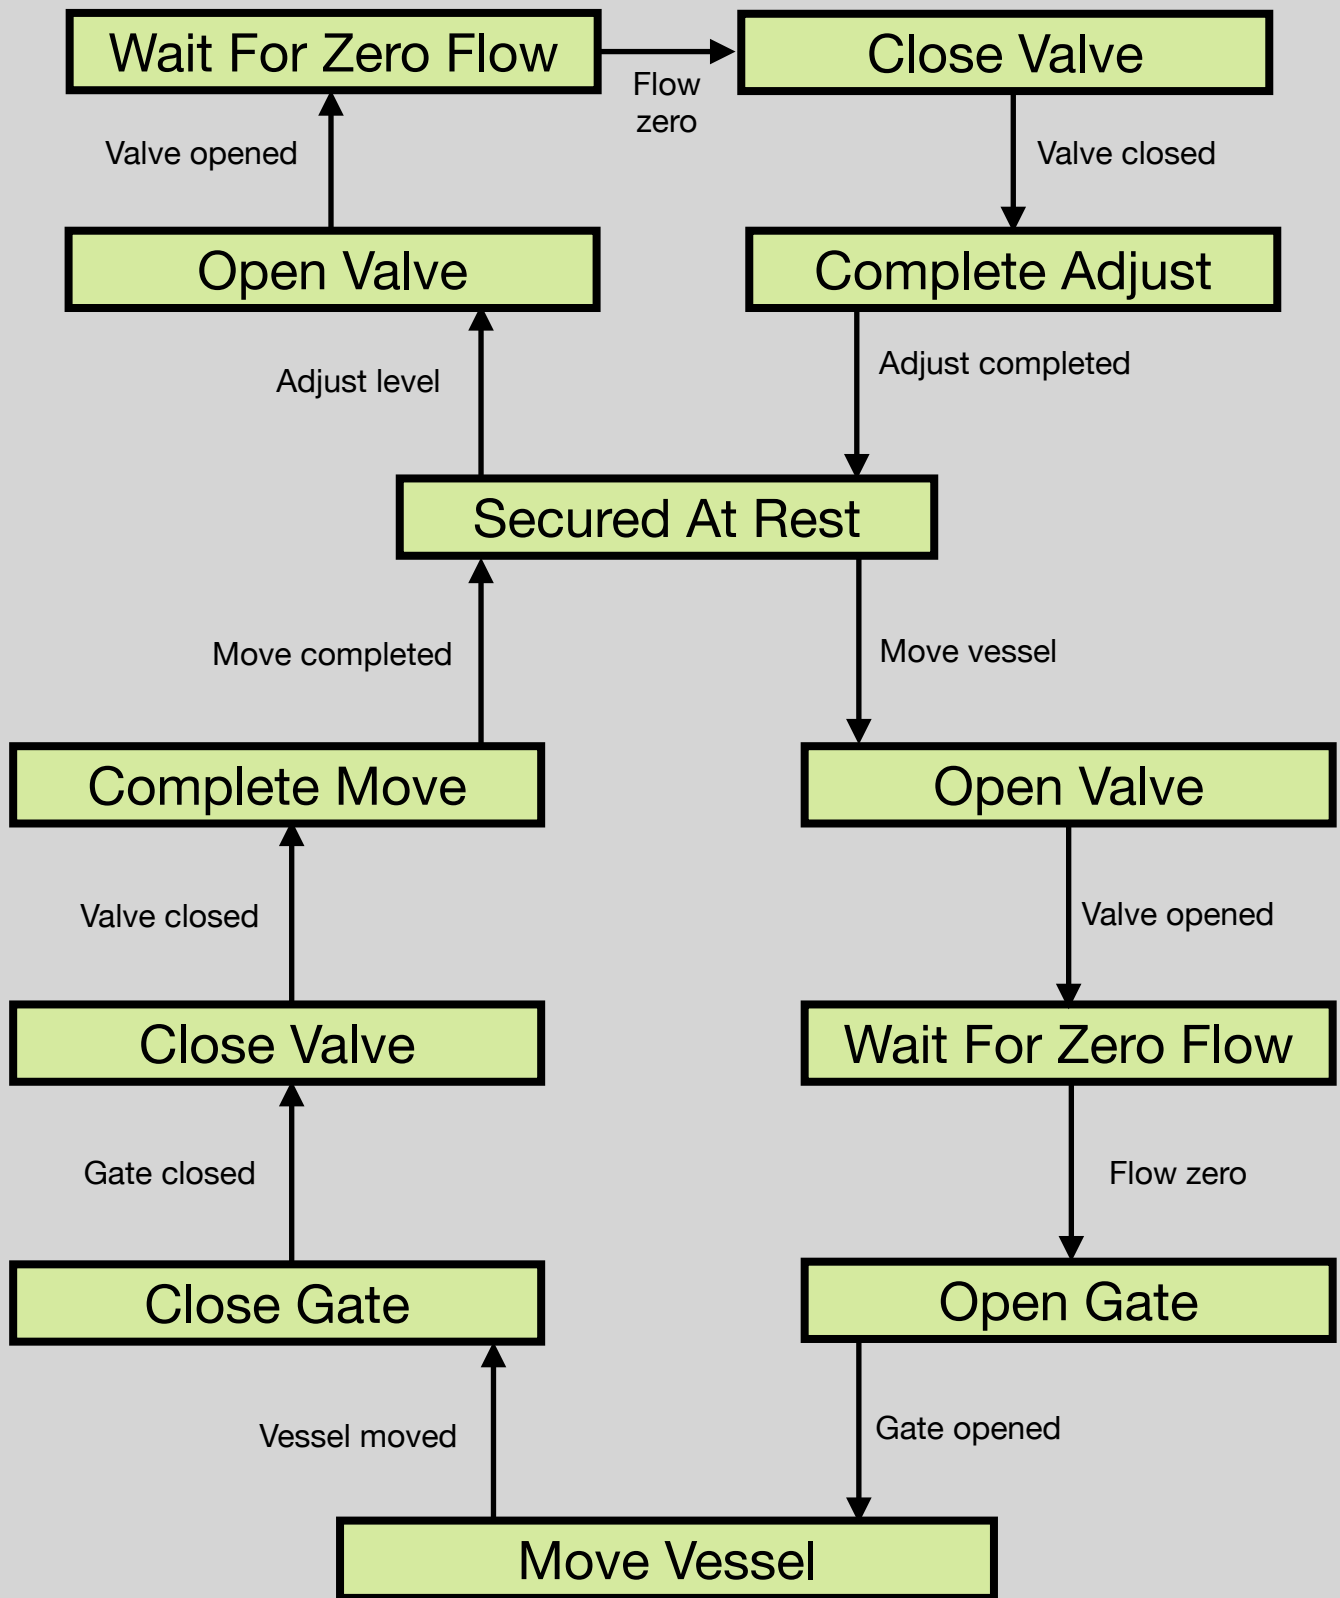 Wait For Zero Flow
Close Valve
Flow
zero
Valve opened
Valve closed
Open Valve
Complete Adjust
Adjust level
Adjust completed
Secured At Rest
Move completed
Move vessel
Complete Move
Open Valve
Valve closed
Valve opened
Close Valve
Wait For Zero Flow
Gate closed
Flow zero
Close Gate
Open Gate
Vessel moved
Gate opened
Move Vessel